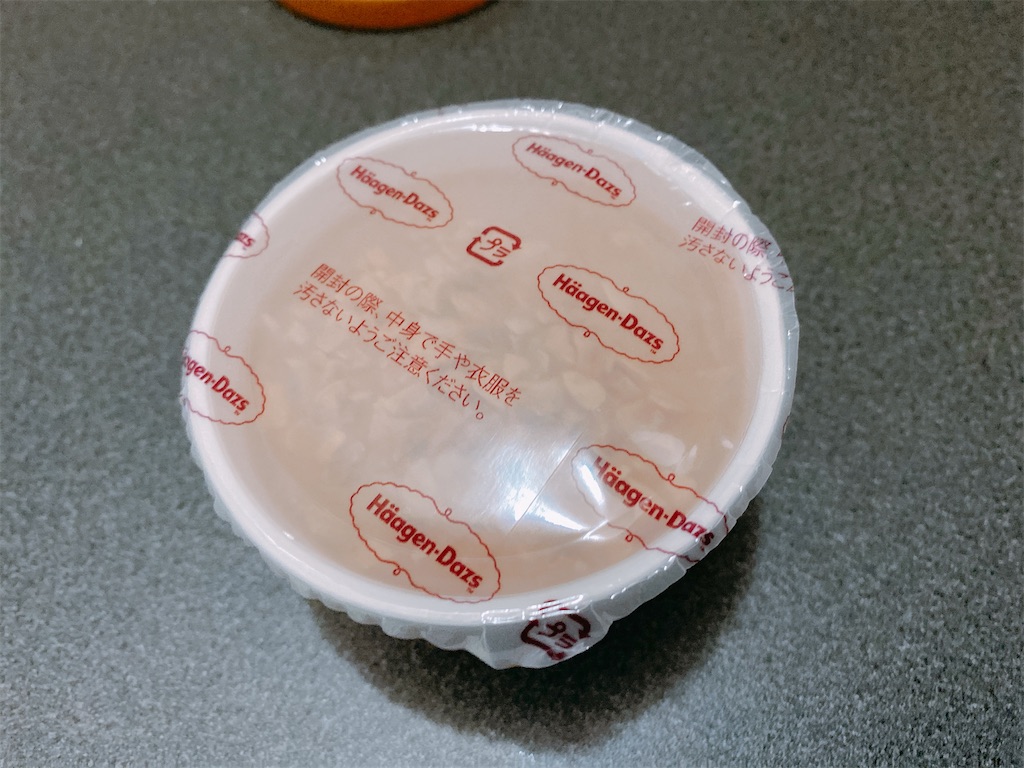 Häagen-Dazs
Häagen-Dazs
プラ
開封の際
汚さないようご
Häagen-Dazs
開封の際、中身で手や衣服を
汚さないようご注意ください。
agen-Dazs
Häagen-Dazs
Häagen-Dazs
プラ